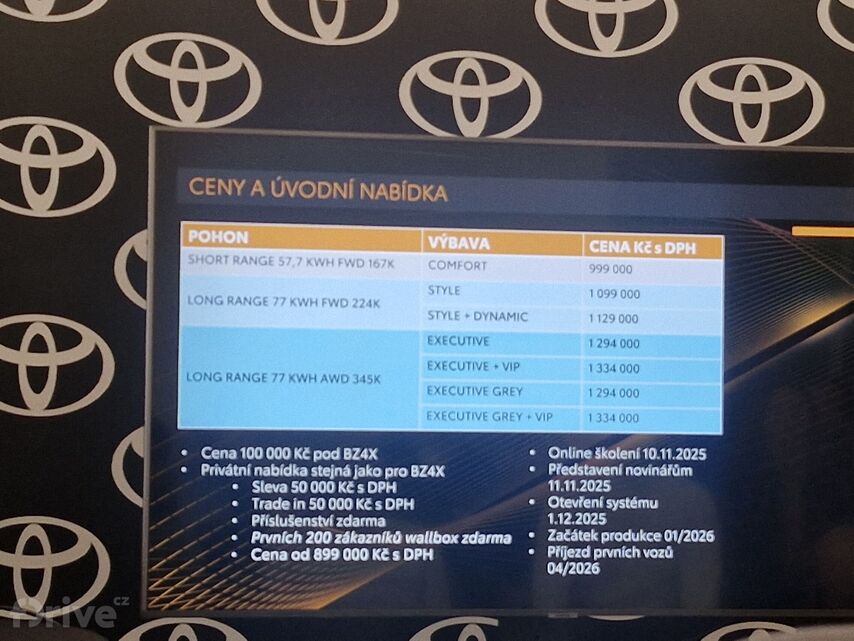 CENY A ÚVODNÍ NABÍDKA
POHON VÝBAVA CENA Kč s DPH
SHORT RANGE 57,7 KWH FWD 167K COMFORT 999 000
LONG RANGE 77 KWH FWD 224K STYLE 1 099 000
STYLE + DYNAMIC 1 129 000
LONG RANGE 77 KWH AWD 345K EXECUTIVE 1 294 000
EXECUTIVE + VIP 1 334 000
EXECUTIVE GREY 1 294 000
EXECUTIVE GREY + VIP 1 334 000
• Cena 100 000 Kč pod BZ4X
• Privátní nabídka stejná jako pro BZ4X
• Sleva 50 000 Kč s DPH
• Trade in 50 000 Kč s DPH
• Příslušenství zdarma
• Prvních 200 zákazníků wallbox zdarma
• Cena od 899 000 Kč s DPH
• Online školení 10.11.2025
• Představení novinářům
11.11.2025
• Otevření systému
1.12.2025
• Začátek produkce 01/2026
• Příjezd prvních vozů
04/2026
fDrive cz